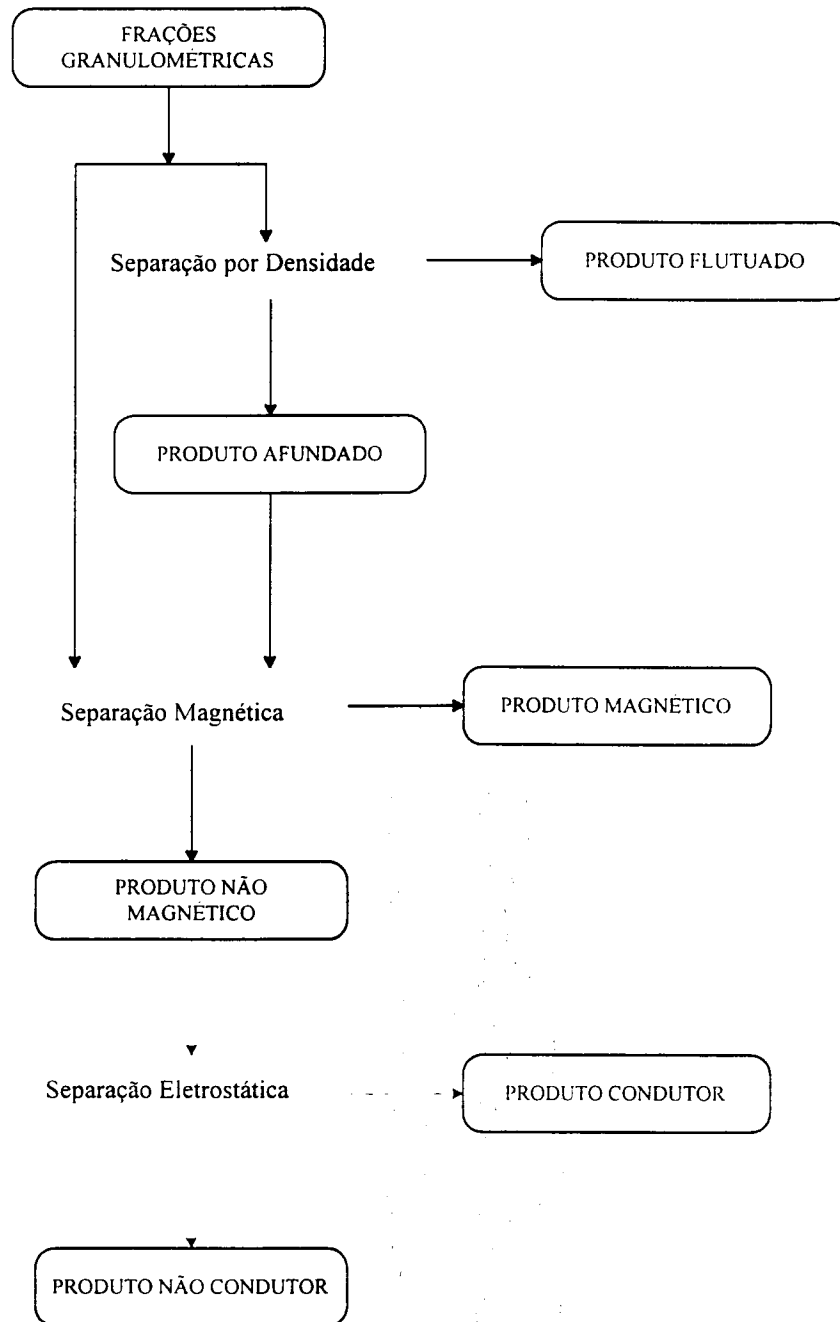 FRAÇÕES
GRANULOMÉTRICAS
Separação por Densidade
PRODUTO FLUTUADO
PRODUTO AFUNDADO
Separação Magnética
PRODUTO MAGNÉTICO
PRODUTO NÃO
MAGNÉTICO
Separação Eletrostática
PRODUTO CONDUTOR
PRODUTO NÃO CONDUTOR